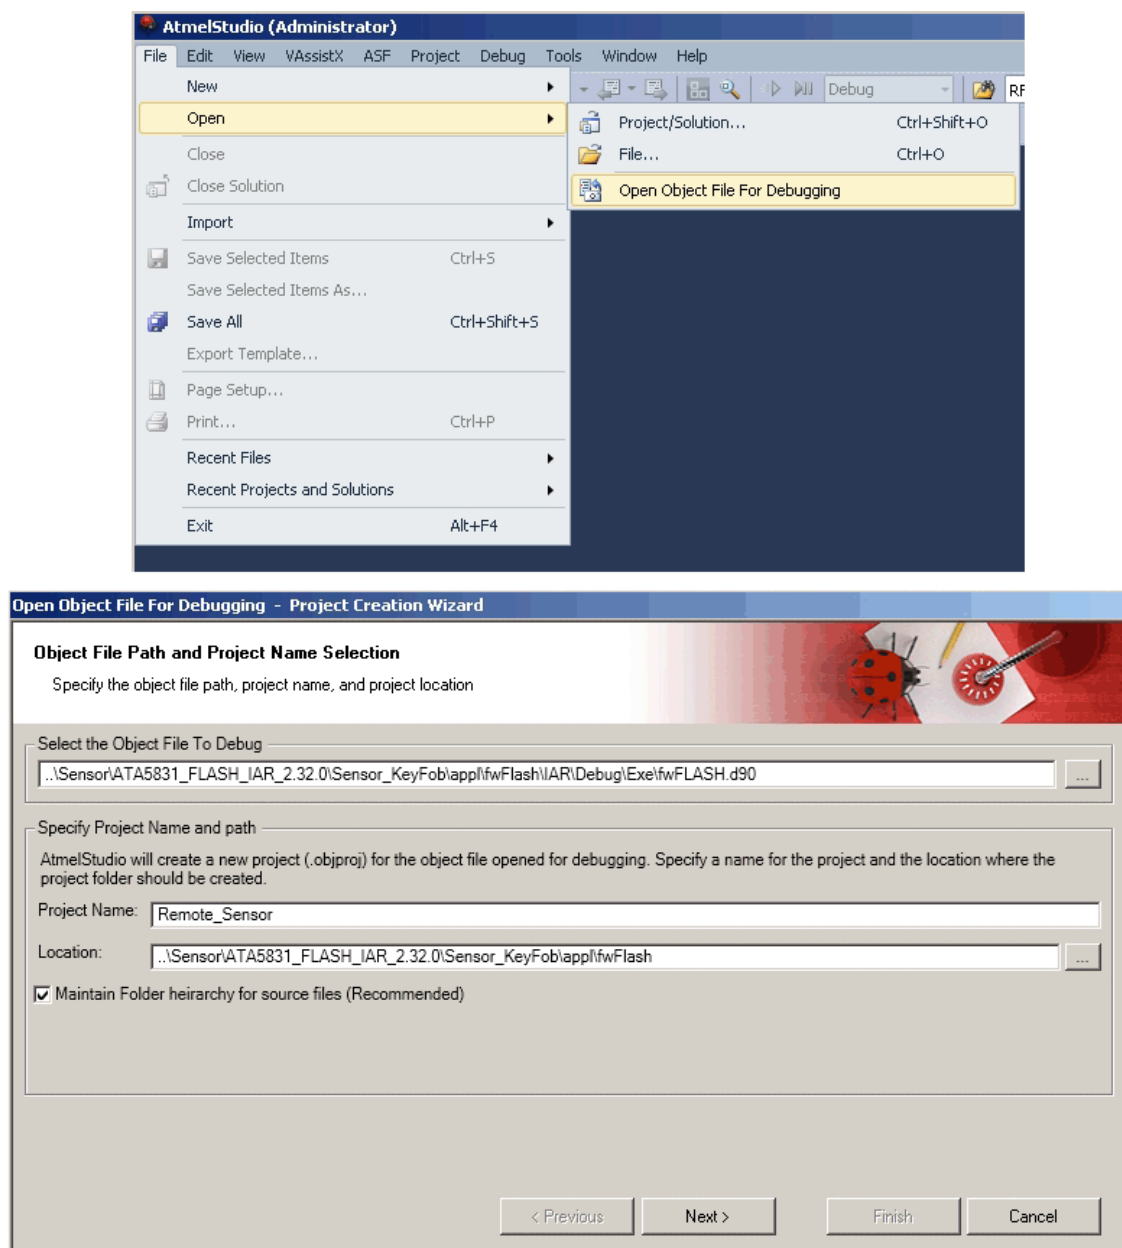 AtmelStudio (Administrator)
File Edit View VAssistX ASF Project Debug Tools Window Help
New
Debug
RF
Open
Project/Solution... Ctrl+Shift+O
File... Ctrl+O
Open Object File For Debugging
Close
Close Solution
Import
Save Selected Items Ctrl+S
Save Selected Items As...
Save All Ctrl+Shift+S
Export Template...
Page Setup...
Print... Ctrl+P
Recent Files
Recent Projects and Solutions
Exit Alt+F4
Open Object File For Debugging - Project Creation Wizard
Object File Path and Project Name Selection
Specify the object file path, project name, and project location
Select the Object File To Debug
..\Sensor\ATA5831_FLASH_IAR_2.32.0\Sensor_KeyFob\appl\fwFlash\IAR\Debug\Exe\fwFLASH.d90
...
Specify Project Name and path
AtmelStudio will create a new project (.objproj) for the object file opened for debugging. Specify a name for the project and the location where the
project folder should be created.
Project Name: Remote_Sensor
Location: ..\Sensor\ATA5831_FLASH_IAR_2.32.0\Sensor_KeyFob\appl\fwFlash
...
Maintain Folder heirarchy for source files (Recommended)
< Previous Next > Finish Cancel